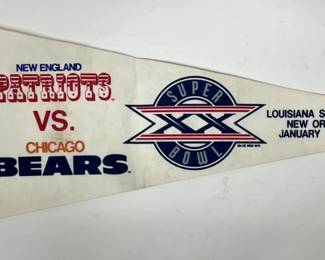 NEW ENGLAND
PATRIOTS
VS.
CHICAGO
BEARS
SUPER
XX
BOWL
LOUISIANA S
NEW OR
JANUARY